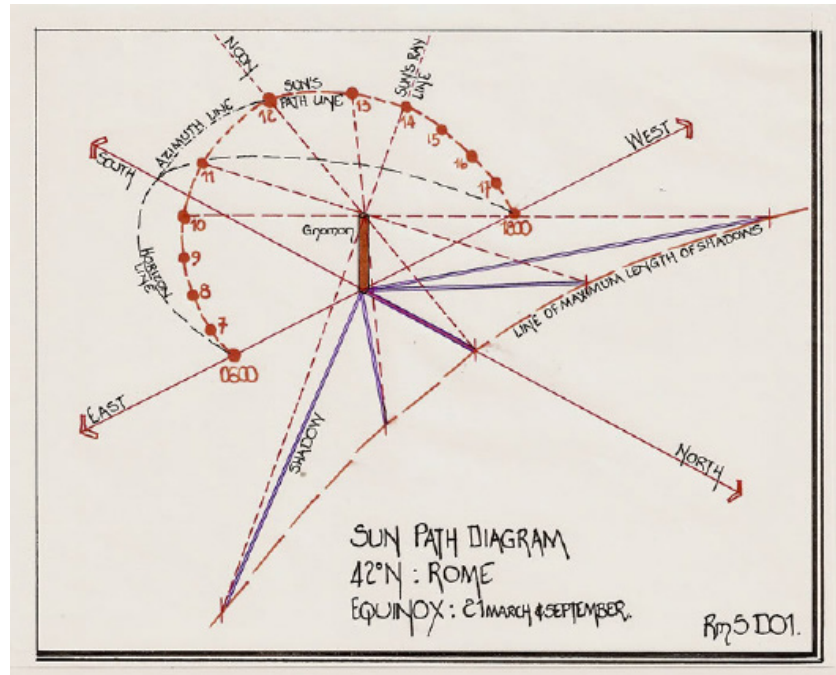 NOON
SUN'S
PATH LINE
SUN'S RAY
LINE
AZIMUTH LINE
12
13
14
15
16
17
1800
11
10
9
8
7
0600
SOUTH
WEST
Gnomon
HORIZON
LINE
LINE OF MAXIMUM LENGTH OF SHADOWS
EAST
SHADOW
NORTH
SUN PATH DIAGRAM
42°N : ROME
EQUINOX : 21 MARCH & SEPTEMBER.
RmSD01.